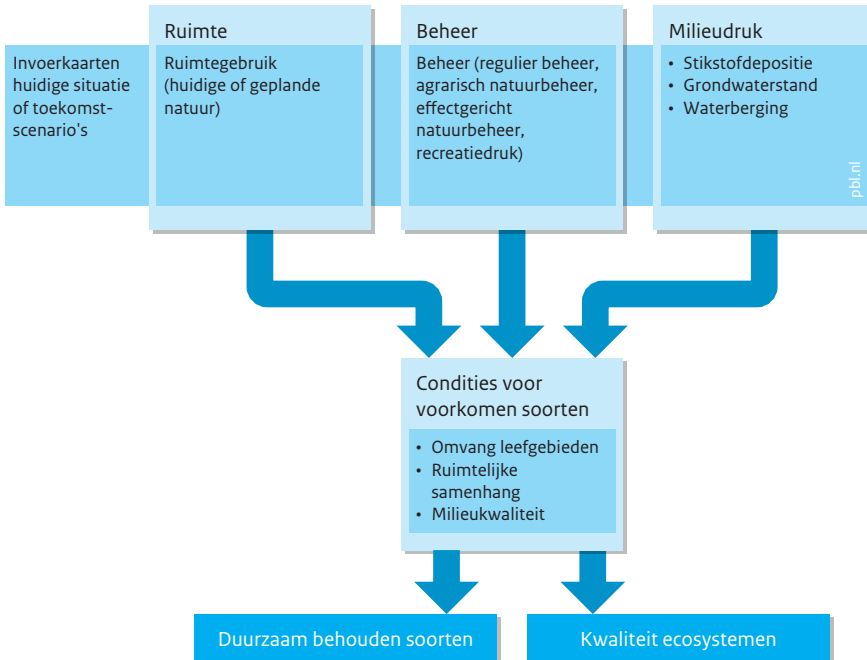 Invoerkaarten
huidige situatie
of toekomst-
scenario's
Ruimte
Ruimtegebruik
(huidige of geplande
natuur)
Beheer
Beheer (regulier beheer,
agrarisch natuurbeheer,
effectgericht
natuurbeheer,
recreatiedruk)
Milieudruk
• Stikstofdepositie
• Grondwaterstand
• Waterberging
pbl.nl
Condities voor
voorkomen soorten
• Omvang leefgebieden
• Ruimtelijke
samenhang
• Milieukwaliteit
Duurzaam behouden soorten
Kwaliteit ecosystemen